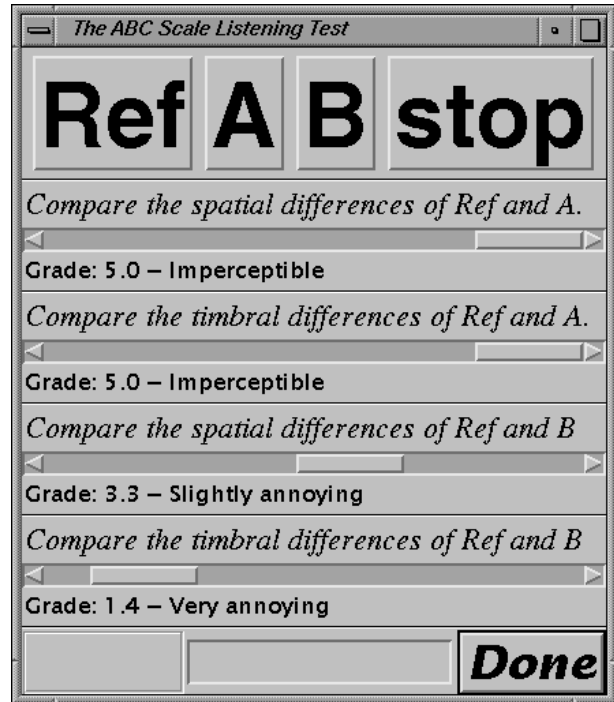 The ABC Scale Listening Test
Ref A B stop
Compare the spatial differences of Ref and A.
Grade: 5.0 – Imperceptible
Compare the timbral differences of Ref and A.
Grade: 5.0 – Imperceptible
Compare the spatial differences of Ref and B
Grade: 3.3 – Slightly annoying
Compare the timbral differences of Ref and B
Grade: 1.4 – Very annoying
Done